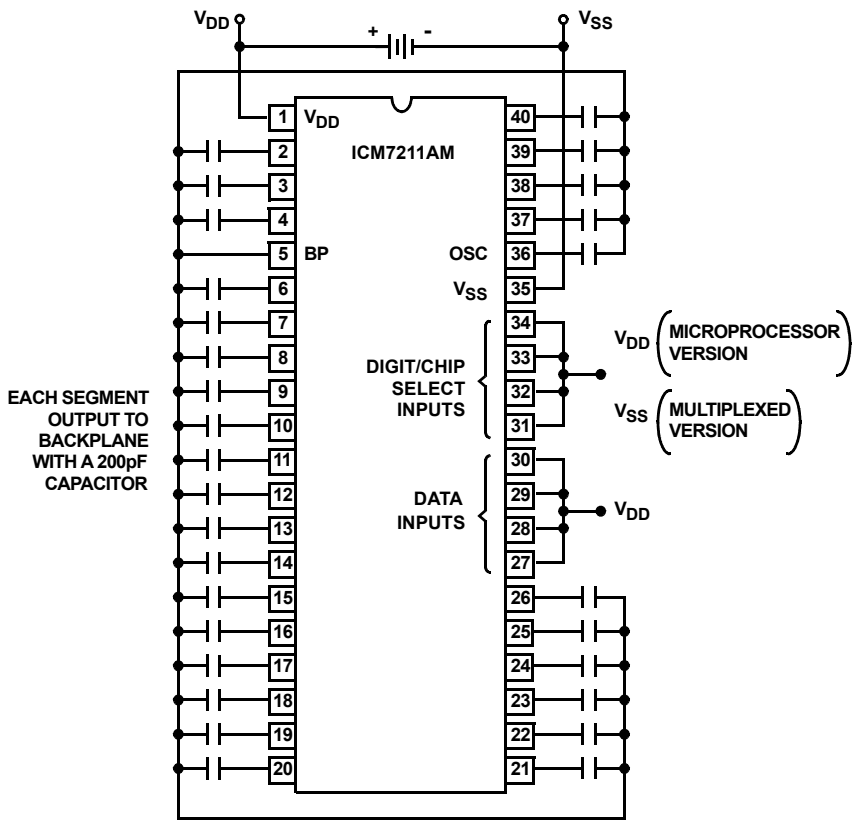 VDD
+
-
VSS
1
VDD
40
2
ICM7211AM
39
3
38
4
37
5
BP
OSC
36
6
VSS
35
7
34
8
33
9
32
10
31
11
30
12
29
13
28
14
27
15
26
16
25
17
24
18
23
19
22
20
21
DIGIT/CHIP
SELECT
INPUTS
DATA
INPUTS
EACH SEGMENT
OUTPUT TO
BACKPLANE
WITH A 200pF
CAPACITOR
VDD (MICROPROCESSOR
VERSION)
VSS (MULTIPLEXED
VERSION)
VDD